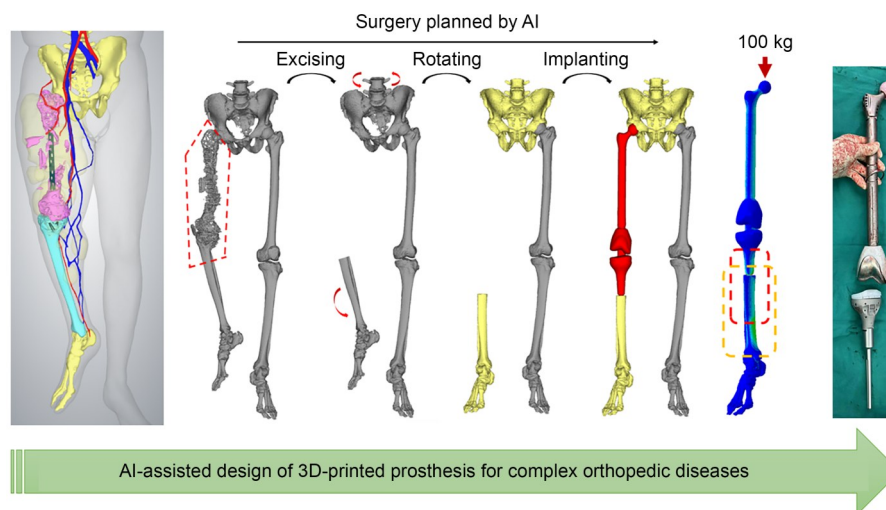 Surgery planned by AI
Excising
Rotating
Implanting
100 kg
AI-assisted design of 3D-printed prosthesis for complex orthopedic diseases